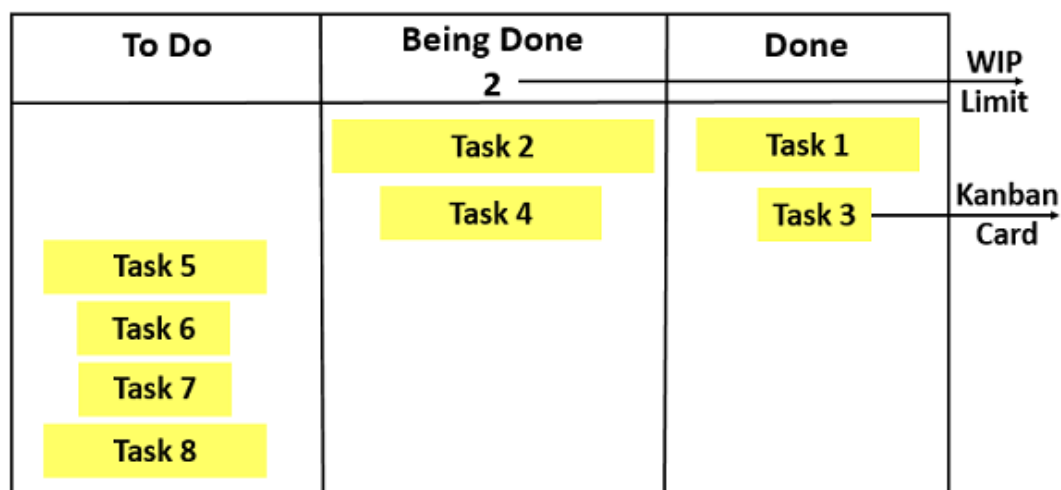 To Do
Being Done
2
Done
WIP
Limit
Task 2
Task 1
Task 4
Task 3
Kanban
Card
Task 5
Task 6
Task 7
Task 8